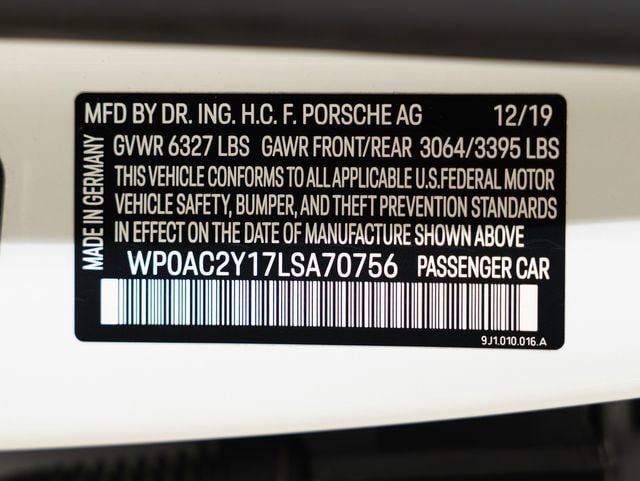 MFD BY DR. ING. H.C. F. PORSCHE AG 12/19
MADE IN GERMANY
GVWR 6327 LBS GAWR FRONT/REAR 3064/3395 LBS
THIS VEHICLE CONFORMS TO ALL APPLICABLE U.S.FEDERAL MOTOR
VEHICLE SAFETY, BUMPER, AND THEFT PREVENTION STANDARDS
IN EFFECT ON THE DATE OF MANUFACTURE SHOWN ABOVE
WP0AC2Y17LSA70756 PASSENGER CAR
9J1.010.016.A